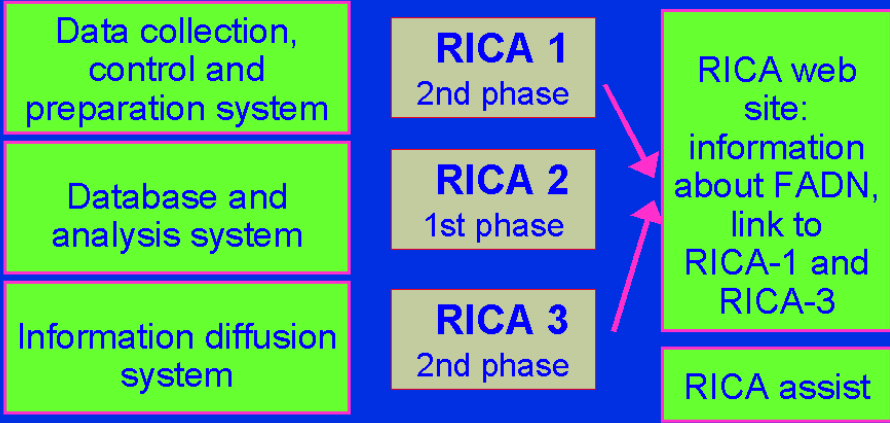 Data collection,
control and
preparation system
RICA 1
2nd phase
Database and
analysis system
RICA 2
1st phase
Information diffusion
system
RICA 3
2nd phase
RICA web
site:
information
about FADN,
link to
RICA-1 and
RICA-3
RICA assist